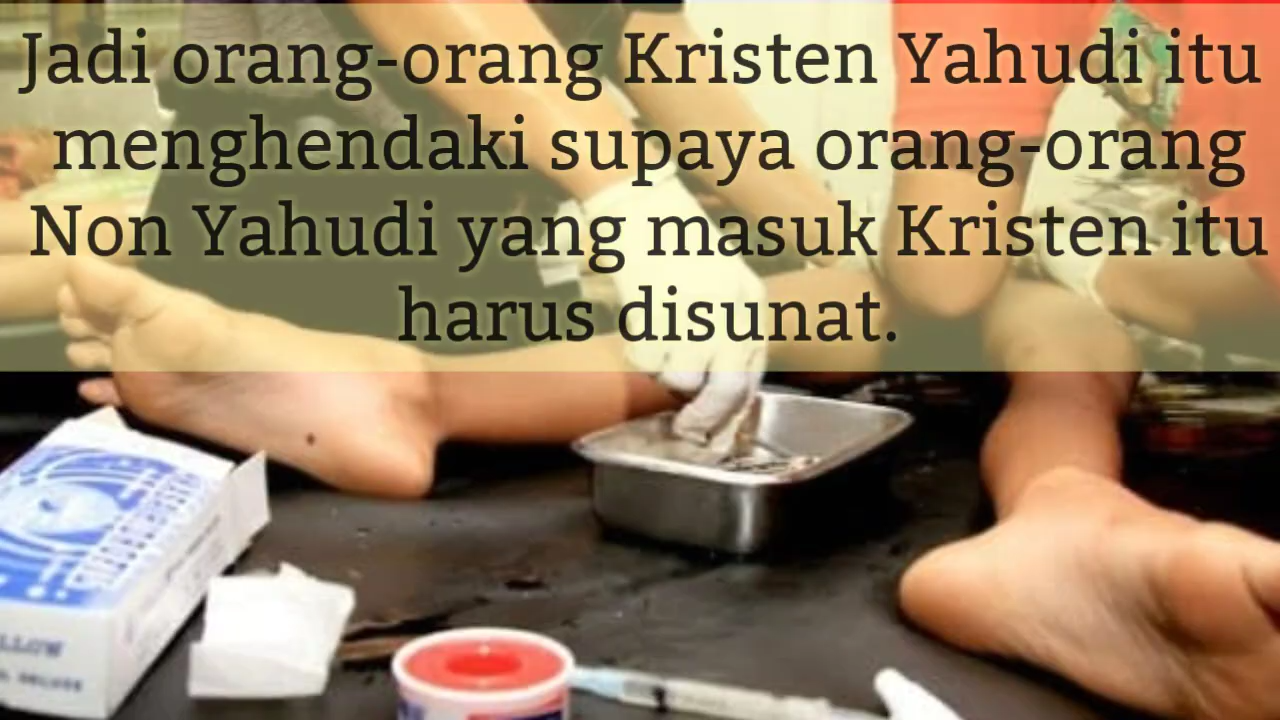 Jadi orang-orang Kristen Yahudi itu
menghendaki supaya orang-orang
Non Yahudi yang masuk Kristen itu
harus disunat.